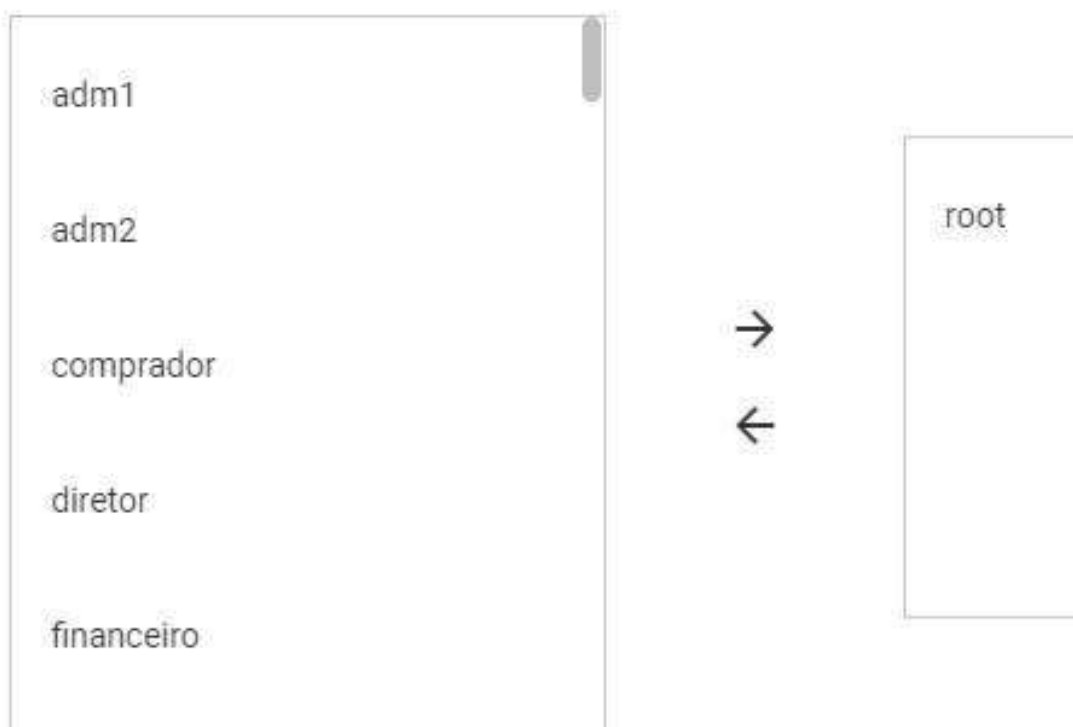 adm1
adm2
comprador
diretor
financeiro
root